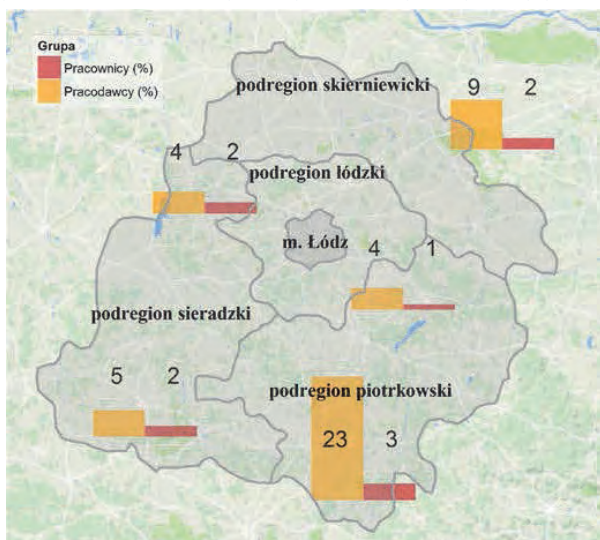 Grupa
Pracownicy (%)
Pracodawcy (%)
podregion skierniewicki
9 2
4 2
podregion łódzki
m. Łódź
4 1
podregion sieradzki
5 2
podregion piotrkowski
23 3